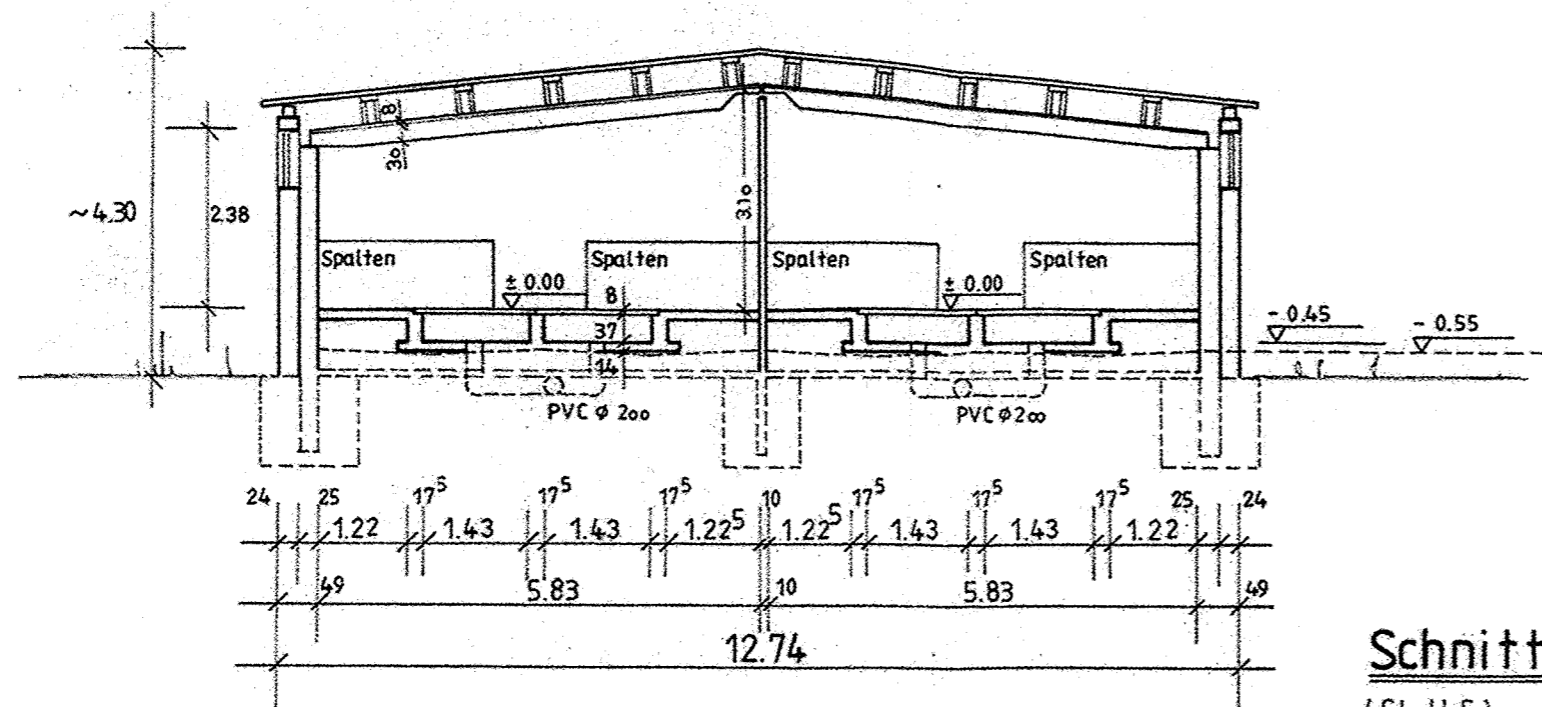 8
30
~4.30
2.38
3.10
Spalten
Spalten
Spalten
Spalten
± 0.00
± 0.00
8
37
14
- 0.45
- 0.55
PVC ϕ 200
PVC ϕ 200
24 25 17⁵ 17⁵ 17⁵ 10 17⁵ 17⁵ 17⁵ 25 24
1.22 1.43 1.43 1.22⁵ 1.22⁵ 1.43 1.43 1.22
49 5.83 10 5.83 49
12.74
Schnitt